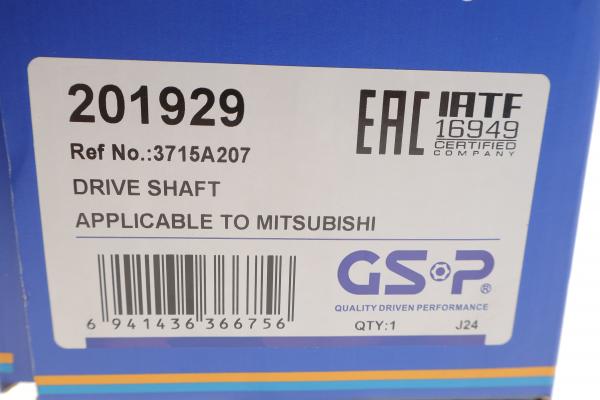 201929
EAC IATF
16949
CERTIFIED
COMPANY
Ref No.:3715A207
DRIVE SHAFT
APPLICABLE TO MITSUBISHI
GSP®
QUALITY DRIVEN PERFORMANCE
6 941436 366756
QTY:1 J24